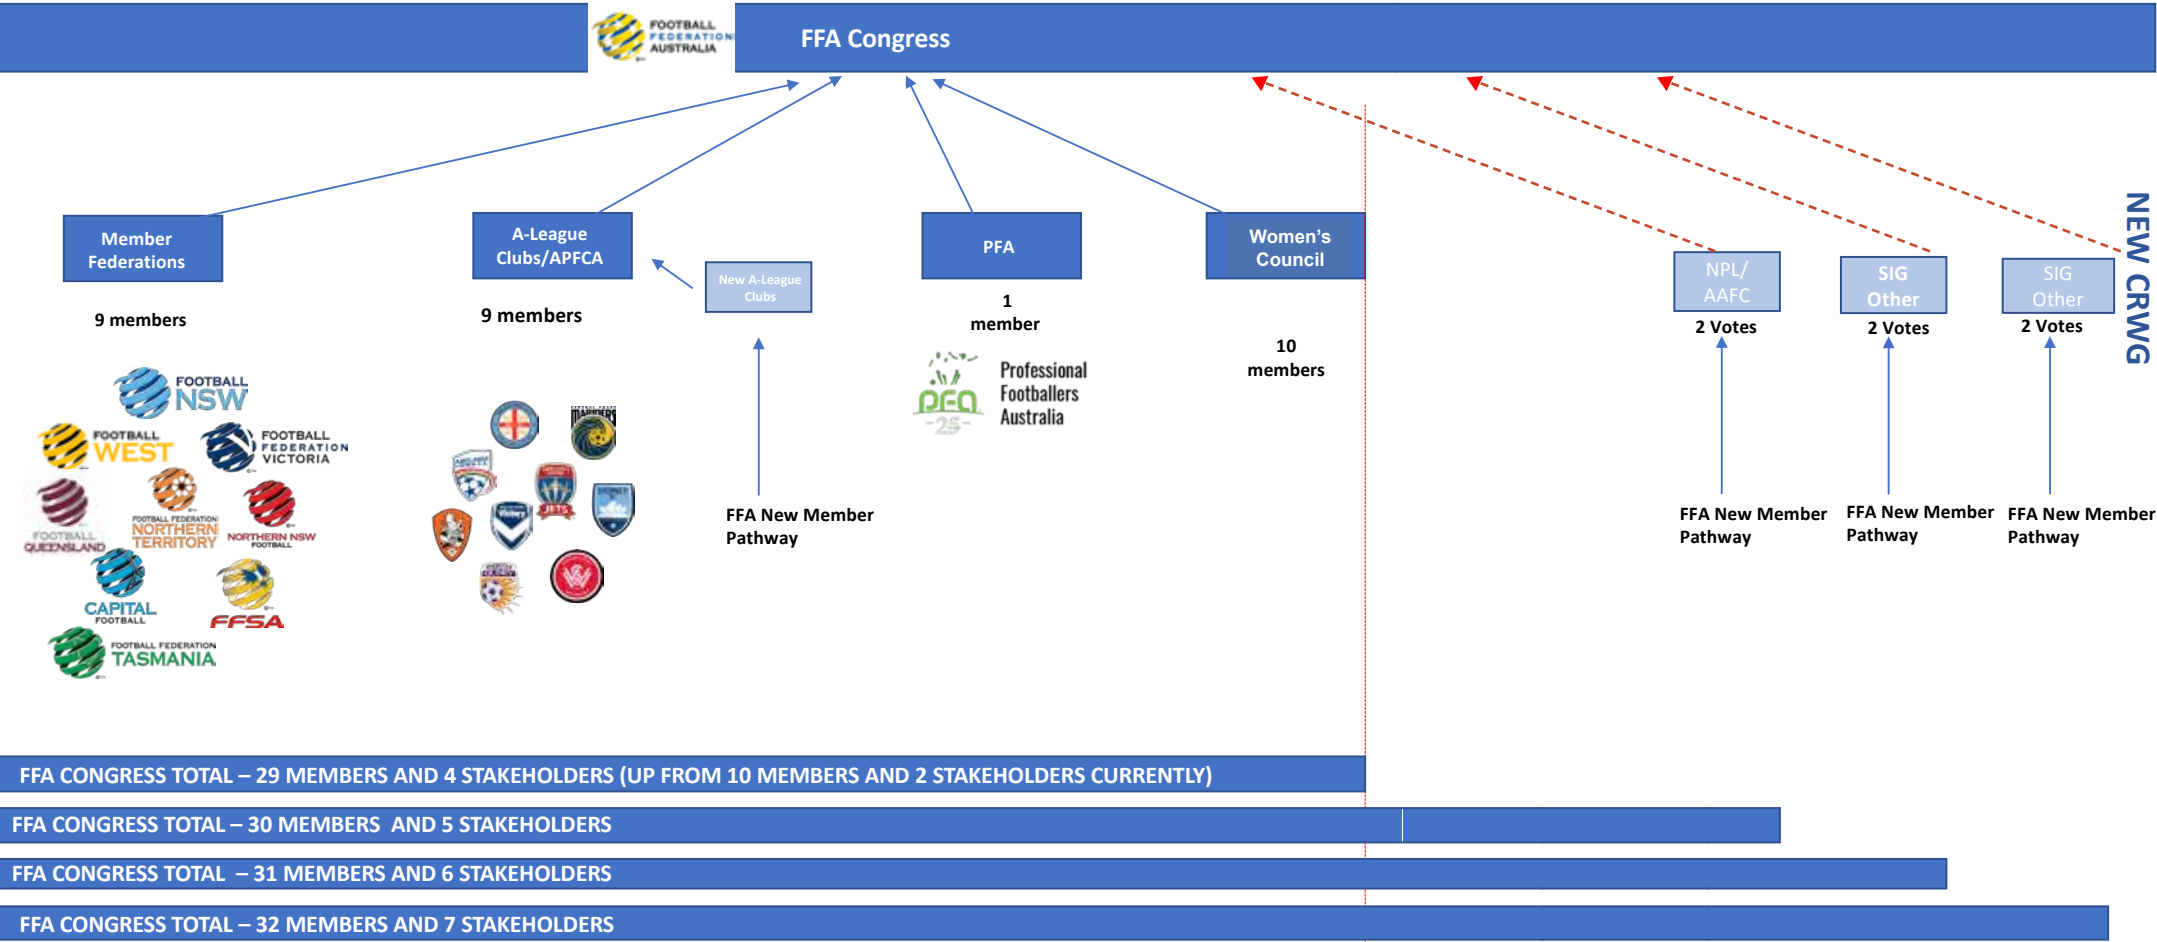 FOOTBALL
FEDERATION
AUSTRALIA
FFA Congress
Member
Federations
A-League
Clubs/APFCA
New A-League
Clubs
PFA
Women's
Council
NPL/
AAFC
SIG
Other
SIG
Other
NEW CRWG
9 members
9 members
1
member
10
members
2 Votes
2 Votes
2 Votes
FOOTBALL
NSW
FOOTBALL
WEST
FOOTBALL
FEDERATION
VICTORIA
FOOTBALL
QUEENSLAND
FOOTBALL FEDERATION
NORTHERN
TERRITORY
NORTHERN NSW
FOOTBALL
CAPITAL
FOOTBALL
FFSA
FOOTBALL FEDERATION
TASMANIA
MARINERS
JETS
Victory
PFA
25
Professional
Footballers
Australia
FFA New Member
Pathway
FFA New Member
Pathway
FFA New Member
Pathway
FFA New Member
Pathway
FFA CONGRESS TOTAL – 29 MEMBERS AND 4 STAKEHOLDERS (UP FROM 10 MEMBERS AND 2 STAKEHOLDERS CURRENTLY)
FFA CONGRESS TOTAL – 30 MEMBERS AND 5 STAKEHOLDERS
FFA CONGRESS TOTAL – 31 MEMBERS AND 6 STAKEHOLDERS
FFA CONGRESS TOTAL – 32 MEMBERS AND 7 STAKEHOLDERS